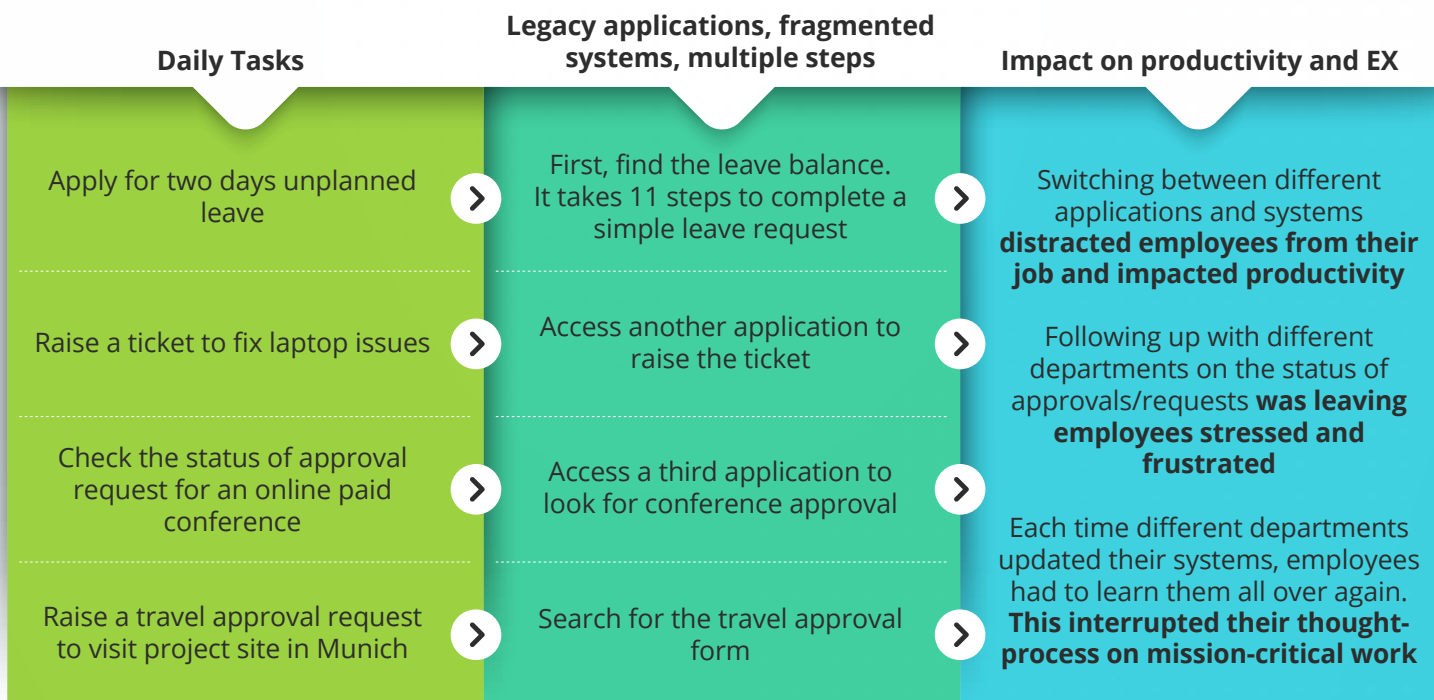 Daily Tasks
Legacy applications, fragmented
systems, multiple steps
Impact on productivity and EX
Apply for two days unplanned
leave
First, find the leave balance.
It takes 11 steps to complete a
simple leave request
Raise a ticket to fix laptop issues
Access another application to
raise the ticket
Check the status of approval
request for an online paid
conference
Access a third application to
look for conference approval
Raise a travel approval request
to visit project site in Munich
Search for the travel approval
form
Switching between different
applications and systems
distracted employees from their
job and impacted productivity
Following up with different
departments on the status of
approvals/requests was leaving
employees stressed and
frustrated
Each time different departments
updated their systems, employees
had to learn them all over again.
This interrupted their thought-
process on mission-critical work